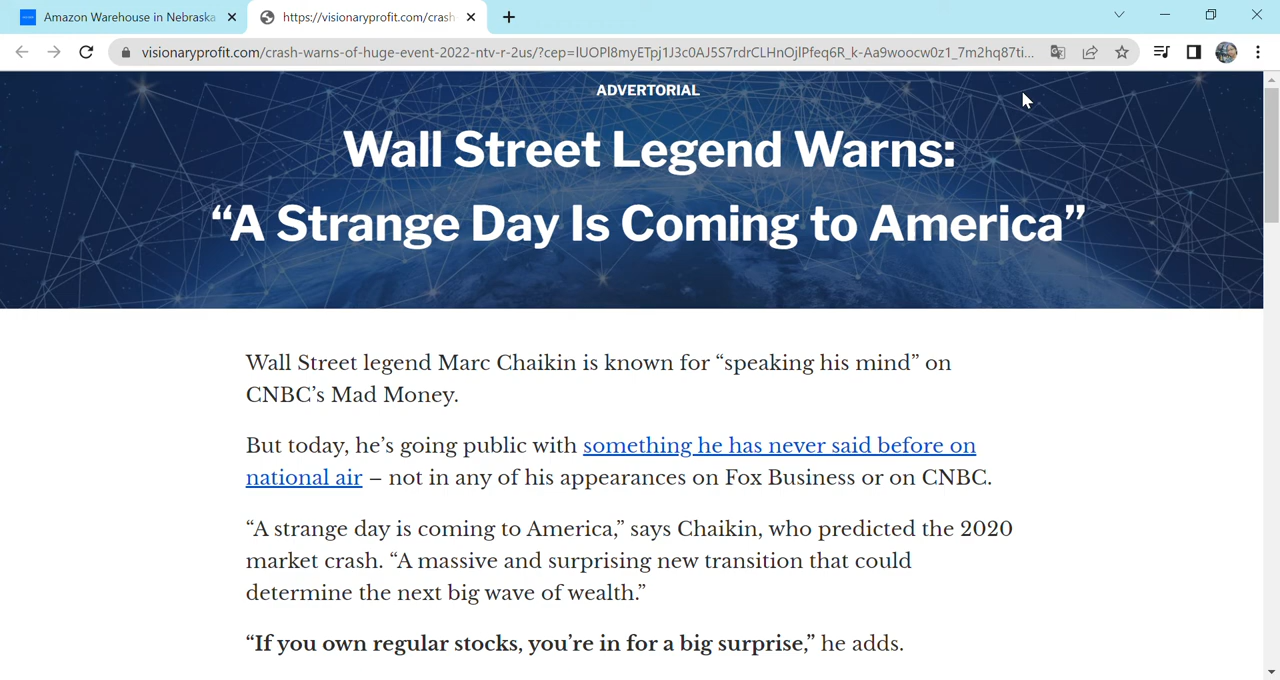 Amazon Warehouse in Nebraska
https://visionaryprofit.com/crash
visionaryprofit.com/crash-warns-of-huge-event-2022-ntv-r-2us/?cep=
ADVERTORIAL
Wall Street Legend Warns:
“A Strange Day Is Coming to America”
Wall Street legend Marc Chaikin is known for “speaking his mind” on
CNBC’s Mad Money.
But today, he’s going public with something he has never said before on
national air – not in any of his appearances on Fox Business or on CNBC.
“A strange day is coming to America,” says Chaikin, who predicted the 2020
market crash. “A massive and surprising new transition that could
determine the next big wave of wealth.”
“If you own regular stocks, you’re in for a big surprise,” he adds.